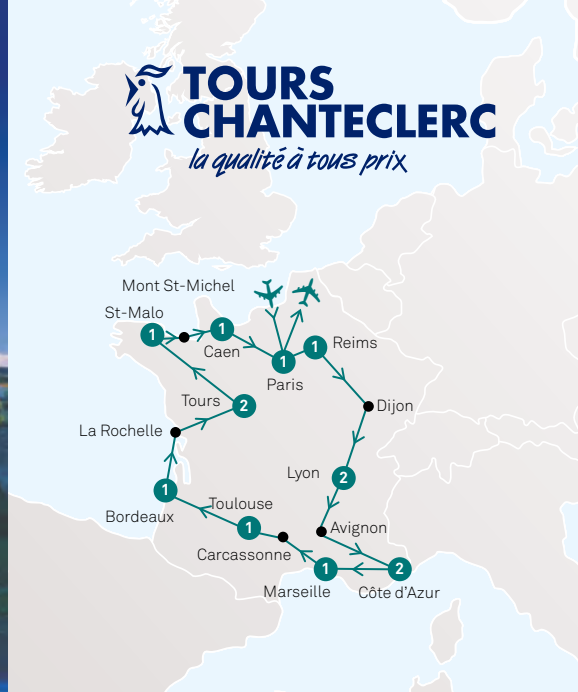 TOURS
CHANTECLERC
la qualité à tous prix
Mont St-Michel
St-Malo
1
1
Caen
1
Paris
1
Reims
Tours
2
Dijon
La Rochelle
Lyon
2
1
Bordeaux
Toulouse
1
Avignon
Carcassonne
1
2
Marseille
Côte d'Azur